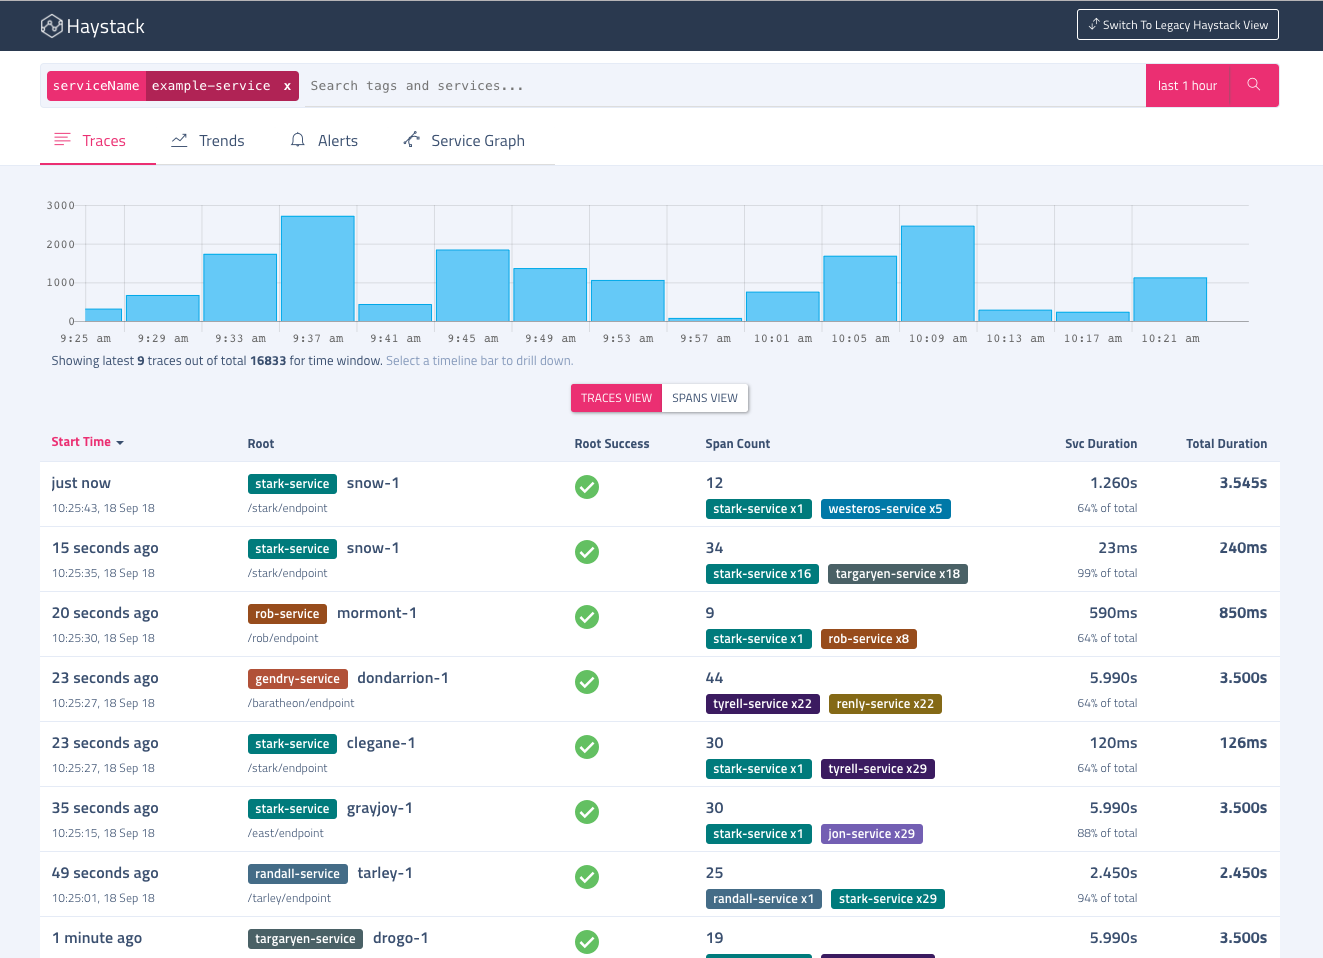 Haystack
Switch To Legacy Haystack View
serviceName example-service x Search tags and services... last 1 hour
Traces Trends Alerts Service Graph
3000
2000
1000
0
9:25 am 9:29 am 9:33 am 9:37 am 9:41 am 9:45 am 9:49 am 9:53 am 9:57 am 10:01 am 10:05 am 10:09 am 10:13 am 10:17 am 10:21 am
Showing latest 9 traces out of total 16833 for time window. Select a timeline bar to drill down.
TRACES VIEW SPANS VIEW
Start Time Root Root Success Span Count Svc Duration Total Duration
just now stark-service snow-1 12 1.260s 3.545s
10:25:43, 18 Sep 18 /stark/endpoint stark-service x1 westeros-service x5 64% of total
15 seconds ago stark-service snow-1 34 23ms 240ms
10:25:35, 18 Sep 18 /stark/endpoint stark-service x16 targaryen-service x18 99% of total
20 seconds ago rob-service mormont-1 9 590ms 850ms
10:25:30, 18 Sep 18 /rob/endpoint stark-service x1 rob-service x8 64% of total
23 seconds ago gendry-service dondarrion-1 44 5.990s 3.500s
10:25:27, 18 Sep 18 /baratheon/endpoint tyrell-service x22 renly-service x22 64% of total
23 seconds ago stark-service clegane-1 30 120ms 126ms
10:25:27, 18 Sep 18 /stark/endpoint stark-service x1 tyrell-service x29 64% of total
35 seconds ago stark-service grayjoy-1 30 5.990s 3.500s
10:25:15, 18 Sep 18 /east/endpoint stark-service x1 jon-service x29 88% of total
49 seconds ago randall-service tarley-1 25 2.450s 2.450s
10:25:01, 18 Sep 18 /tarley/endpoint randall-service x1 stark-service x29 94% of total
1 minute ago targaryen-service drogo-1 19 5.990s 3.500s